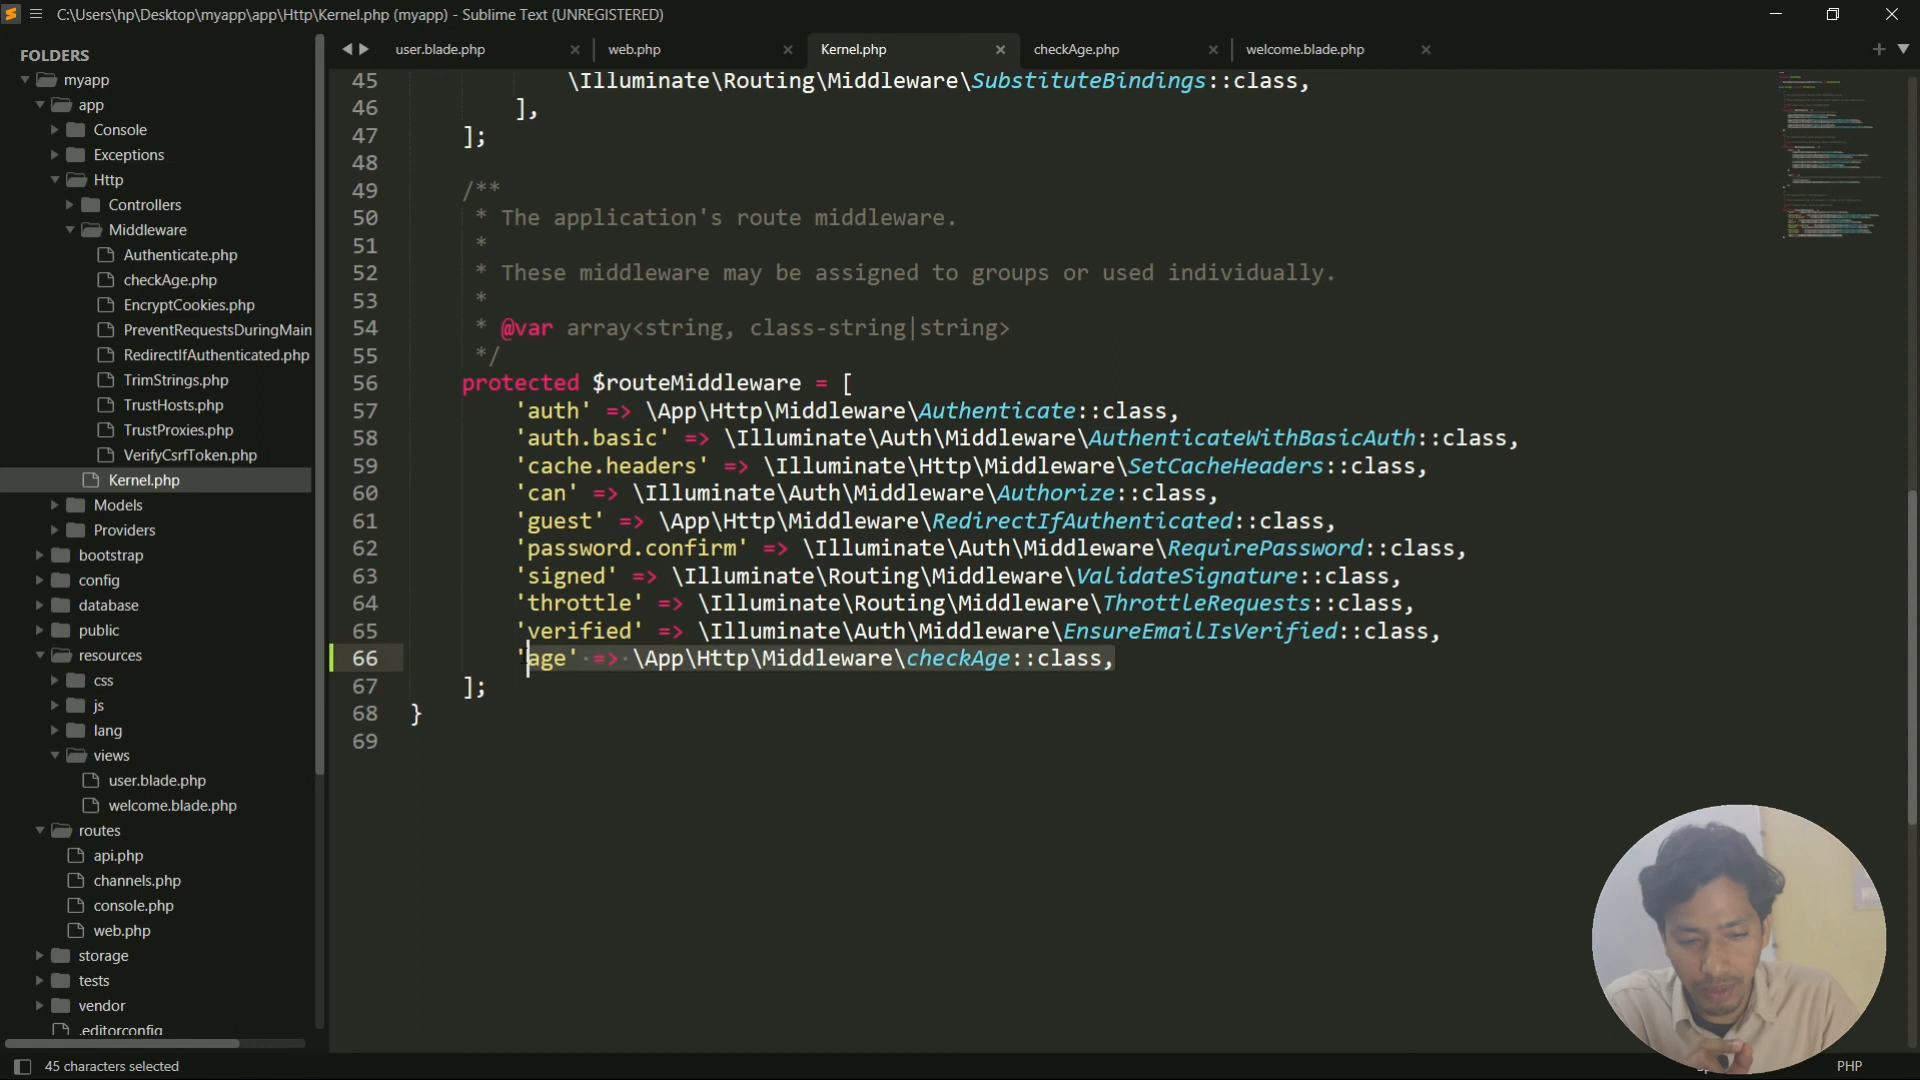 C:\Users\hp\Desktop\myapp\app\Http\Kernel.php (myapp) - Sublime Text (UNREGISTERED)
FOLDERS
myapp
app
Console
Exceptions
Http
Controllers
Middleware
Authenticate.php
checkAge.php
EncryptCookies.php
PreventRequestsDuringMain
RedirectIfAuthenticated.php
TrimStrings.php
TrustHosts.php
TrustProxies.php
VerifyCsrfToken.php
Kernel.php
Models
Providers
bootstrap
config
database
public
resources
css
js
lang
views
user.blade.php
welcome.blade.php
routes
api.php
channels.php
console.php
web.php
storage
tests
vendor
.editorconfig
user.blade.php
web.php
Kernel.php
checkAge.php
welcome.blade.php
45 \Illuminate\Routing\Middleware\SubstituteBindings::class,
46 ],
47 ];
48
49 /**
50 * The application's route middleware.
51 *
52 * These middleware may be assigned to groups or used individually.
53 *
54 * @var array<string, class-string|string>
55 */
56 protected $routeMiddleware = [
57 'auth' => \App\Http\Middleware\Authenticate::class,
58 'auth.basic' => \Illuminate\Auth\Middleware\AuthenticateWithBasicAuth::class,
59 'cache.headers' => \Illuminate\Http\Middleware\SetCacheHeaders::class,
60 'can' => \Illuminate\Auth\Middleware\Authorize::class,
61 'guest' => \App\Http\Middleware\RedirectIfAuthenticated::class,
62 'password.confirm' => \Illuminate\Auth\Middleware\RequirePassword::class,
63 'signed' => \Illuminate\Routing\Middleware\ValidateSignature::class,
64 'throttle' => \Illuminate\Routing\Middleware\ThrottleRequests::class,
65 'verified' => \Illuminate\Auth\Middleware\EnsureEmailIsVerified::class,
66 'age' => \App\Http\Middleware\checkAge::class,
67 ];
68 }
69
45 characters selected
PHP